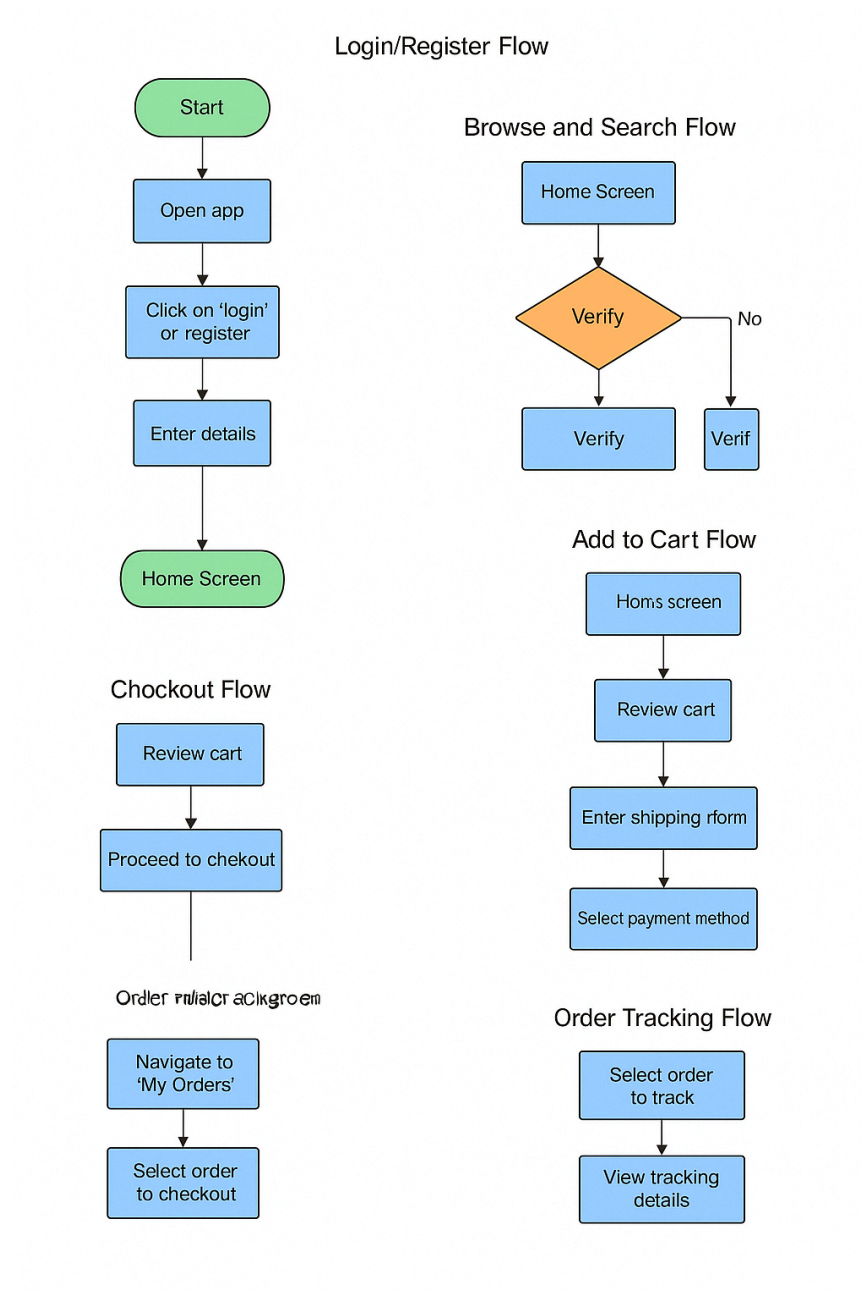 Login/Register Flow
Start
Open app
Click on ‘login’
or register
Enter details
Home Screen
Browse and Search Flow
Home Screen
Verify
No
Verify
Verif
Add to Cart Flow
Homs screen
Review cart
Enter shipping rform
Select payment method
Chockout Flow
Review cart
Proceed to chekout
Navigate to
‘My Orders’
Select order
to checkout
Order Tracking Flow
Select order
to track
View tracking
details